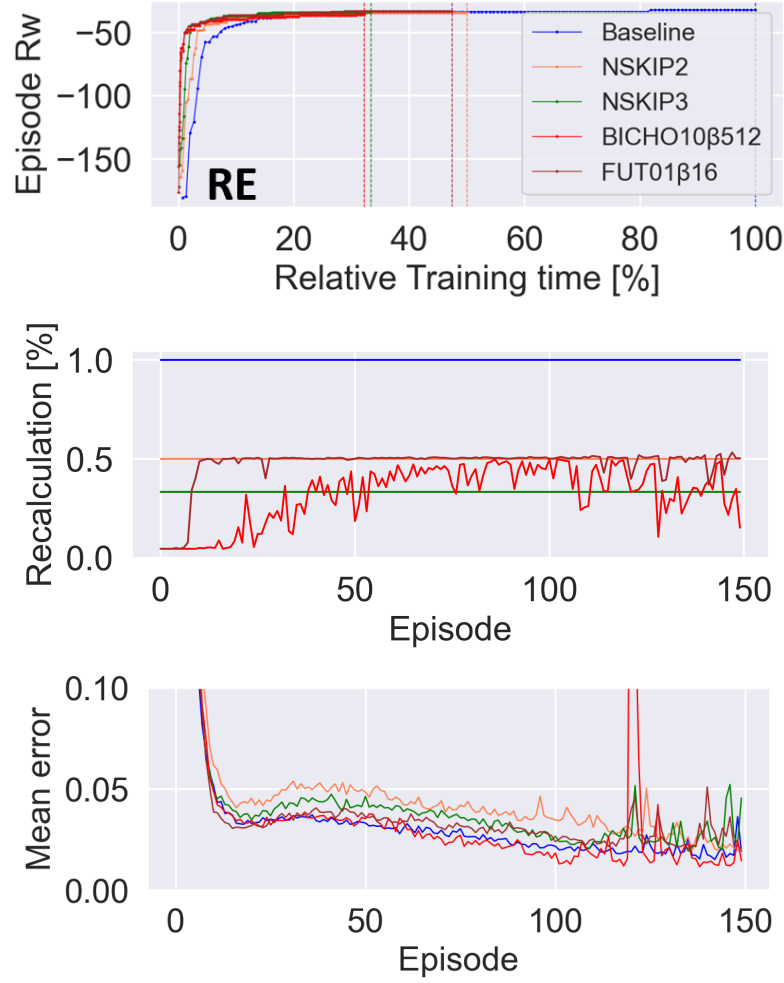 Episode Rw
−50
−100
−150
RE
Baseline
NSKIP2
NSKIP3
BICHO10β512
FUT01β16
0 20 40 60 80 100
Relative Training time [%]
Recalculation [%]
1.0
0.5
0.0
0 50 100 150
Episode
Mean error
0.10
0.05
0.00
0 50 100 150
Episode